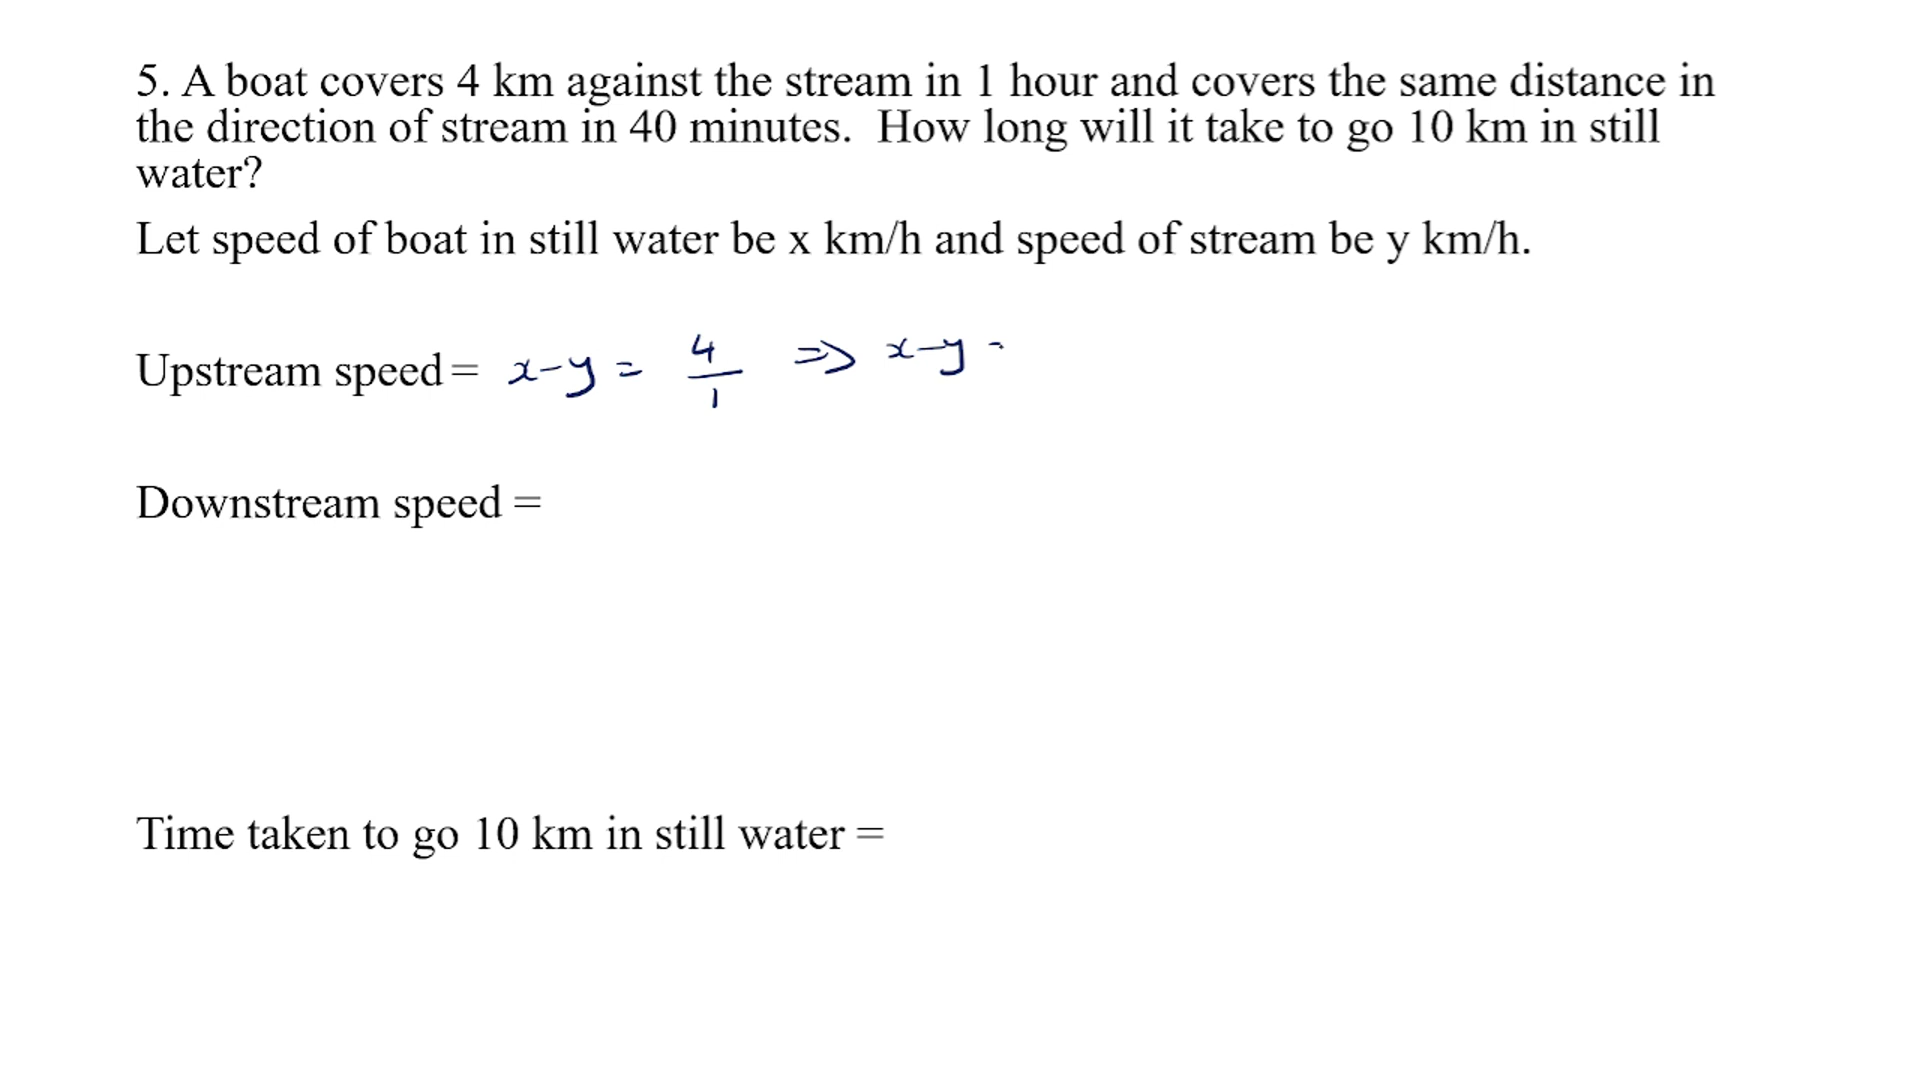 5. A boat covers 4 km against the stream in 1 hour and covers the same distance in
the direction of stream in 40 minutes.  How long will it take to go 10 km in still
water?
Let speed of boat in still water be x km/h and speed of stream be y km/h.
Upstream speed = x-y = 4/1 => x-y -
Downstream speed =
Time taken to go 10 km in still water =